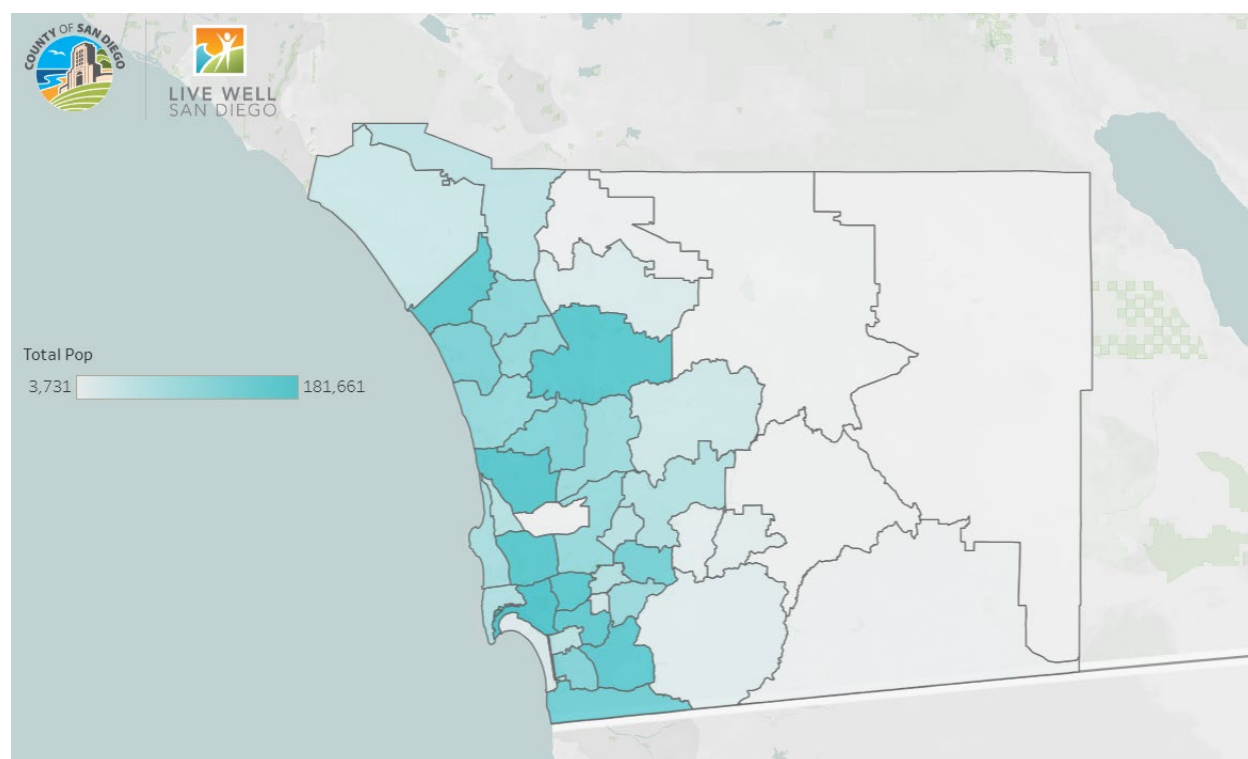 COUNTY OF SAN DIEGO
LIVE WELL
SAN DIEGO
Total Pop
3,731
181,661